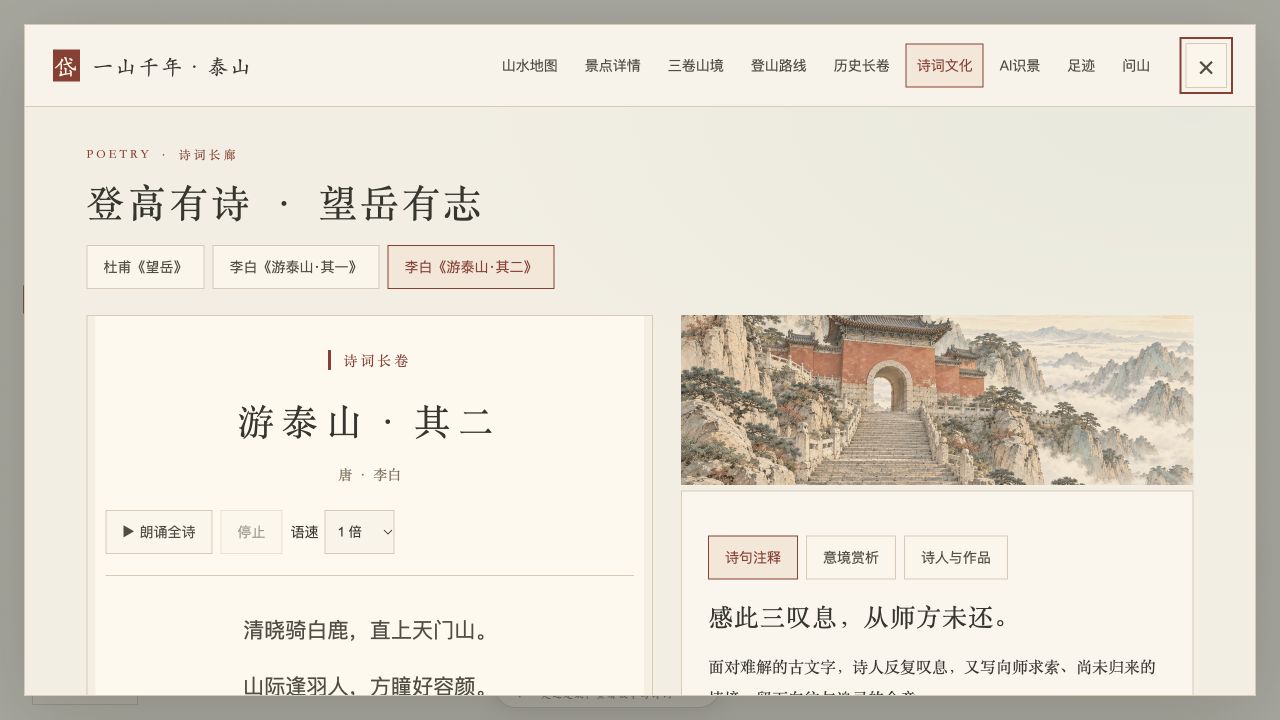 岱 一山千年 · 泰山
山水地图 景点详情 三卷山境 登山路线 历史长卷 诗词文化 AI识景 足迹 问山 ×
POETRY · 诗词长廊
登高有诗 · 望岳有志
杜甫《望岳》 李白《游泰山·其一》 李白《游泰山·其二》
诗词长卷
游泰山 · 其二
唐 · 李白
▶ 朗诵全诗 停止 语速 1 倍
清晓骑白鹿，直上天门山。
山际逢羽人，方瞳好容颜。
诗句注释 意境赏析 诗人与作品
感此三叹息，从师方未还。
面对难解的古文字，诗人反复叹息，又写向师求索、尚未归来的